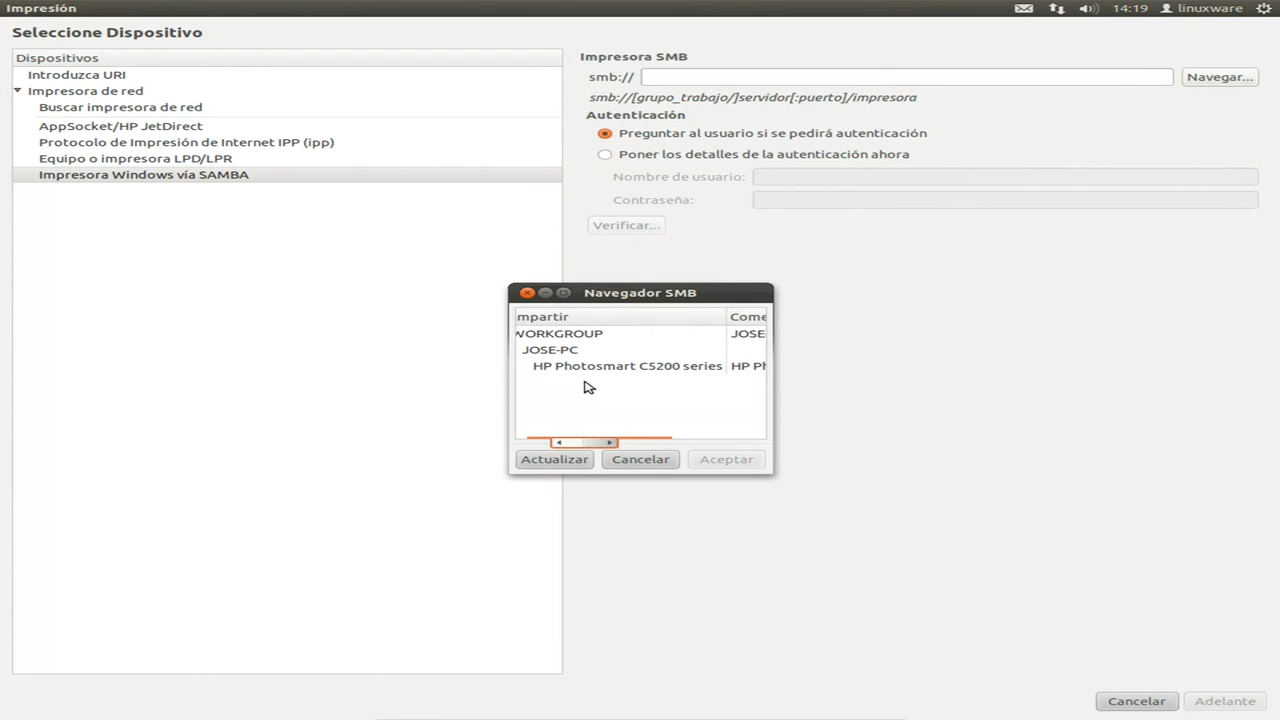 Impresión
14:19
linuxware
Seleccione Dispositivo
Dispositivos
Introduzca URI
Impresora de red
Buscar impresora de red
AppSocket/HP JetDirect
Protocolo de Impresión de Internet IPP (ipp)
Equipo o impresora LPD/LPR
Impresora Windows vía SAMBA
Impresora SMB
smb://
Navegar...
smb://[grupo_trabajo/]servidor[:puerto]/impresora
Autenticación
Preguntar al usuario si se pedirá autenticación
Poner los detalles de la autenticación ahora
Nombre de usuario:
Contraseña:
Verificar...
Navegador SMB
mpartir Come
WORKGROUP JOSE-
JOSE-PC
HP Photosmart C5200 series HP Ph
Actualizar Cancelar Aceptar
Cancelar Adelante